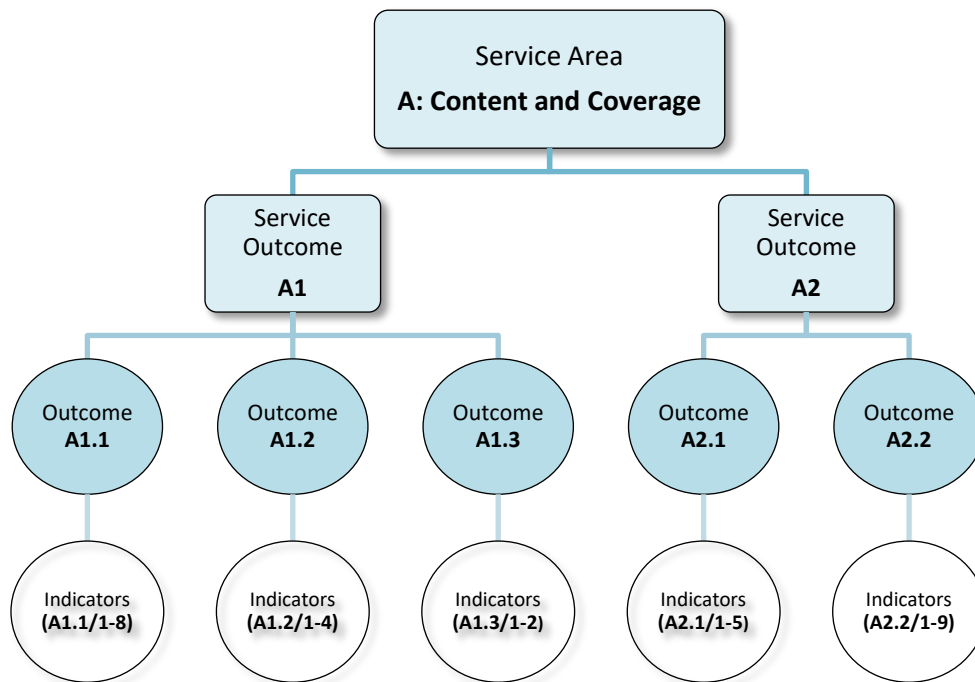 Service Area
A: Content and Coverage
Service
Outcome
A1
Service
Outcome
A2
Outcome
A1.1
Outcome
A1.2
Outcome
A1.3
Outcome
A2.1
Outcome
A2.2
Indicators
(A1.1/1-8)
Indicators
(A1.2/1-4)
Indicators
(A1.3/1-2)
Indicators
(A2.1/1-5)
Indicators
(A2.2/1-9)